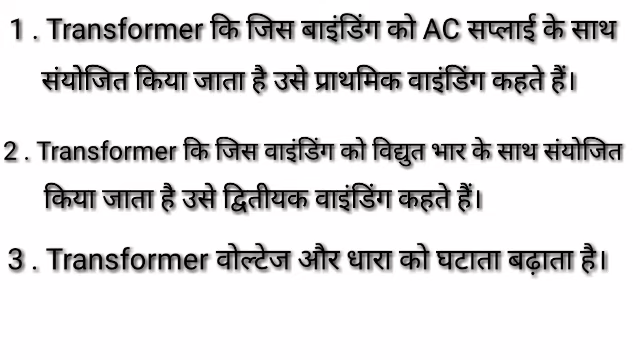 1 . Transformer कि जिस बाइंडिंग को AC सप्लाई के साथ
संयोजित किया जाता है उसे प्राथमिक वाइंडिंग कहते हैं।
2 . Transformer कि जिस वाइंडिंग को विद्युत भार के साथ संयोजित
किया जाता है उसे द्वितीयक वाइंडिंग कहते हैं।
3 . Transformer वोल्टेज और धारा को घटाता बढ़ाता है।